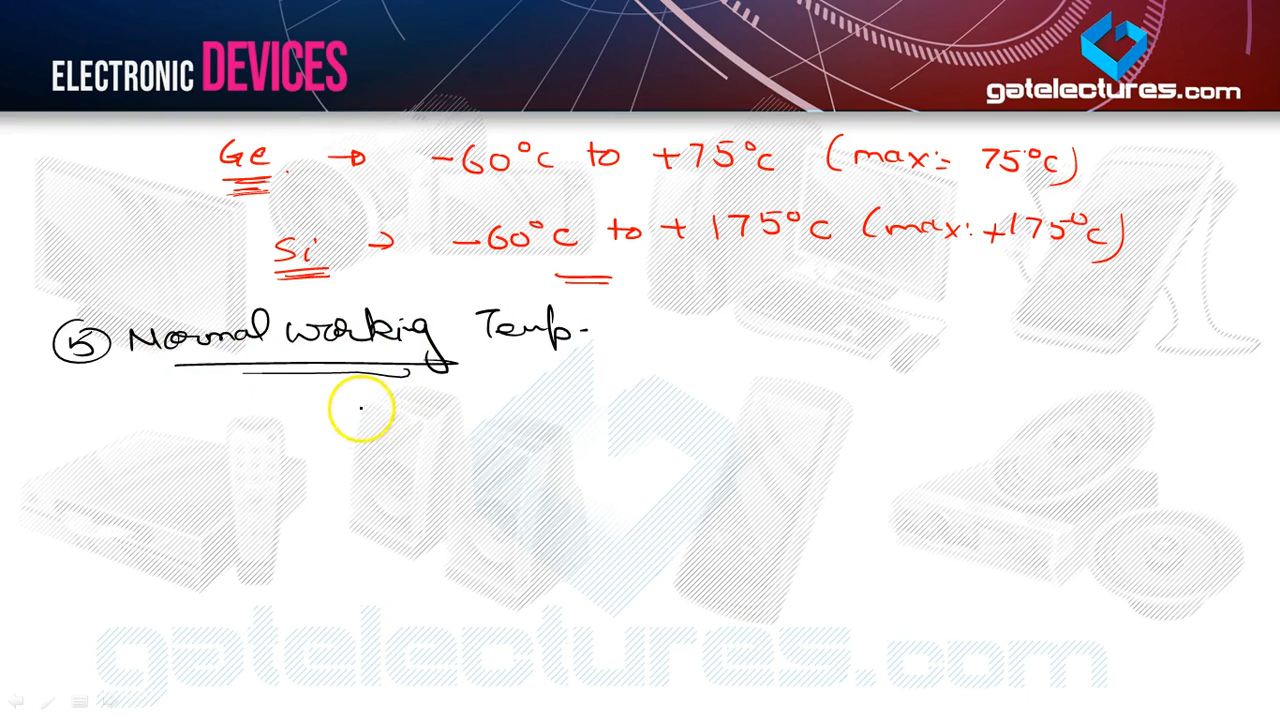 ELECTRONIC DEVICES
gatelectures.com
Ge → -60°C to +75°C (max:- 75°C)
Si → -60°C to +175°C (max: +175°C)
5 Normal workig Temp-
gatelectures.com